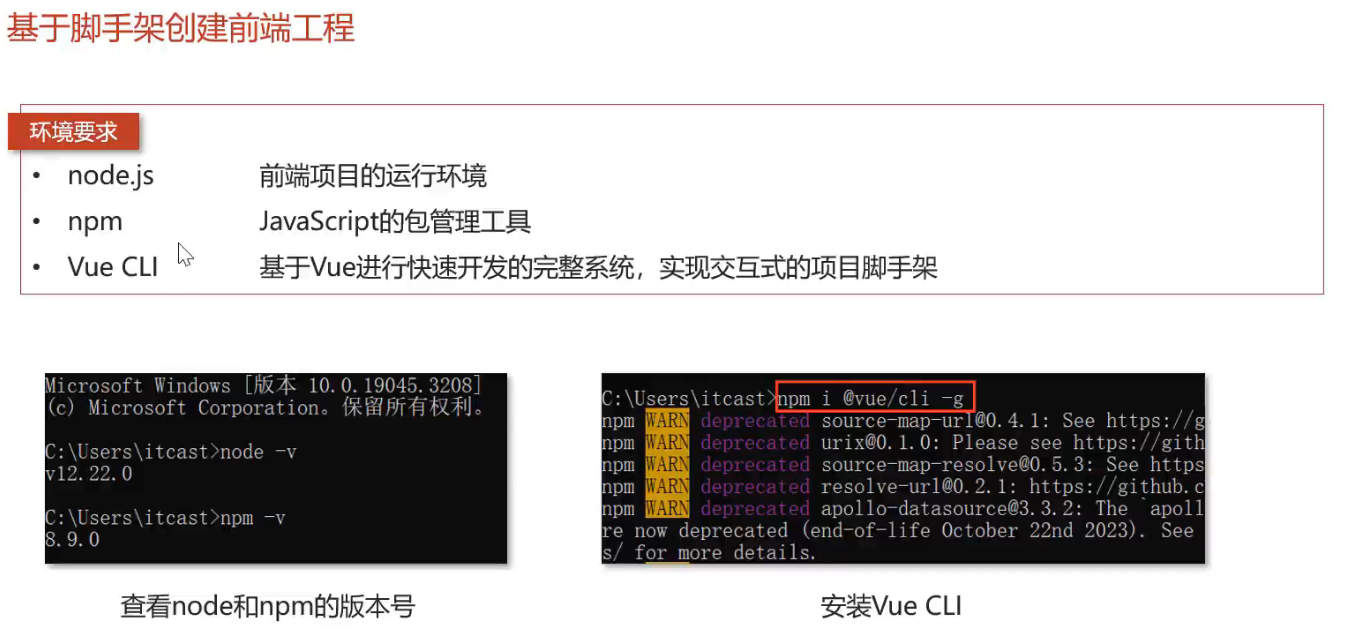 基于脚手架创建前端工程
环境要求
• node.js 前端项目的运行环境
• npm JavaScript的包管理工具
• Vue CLI 基于Vue进行快速开发的完整系统，实现交互式的项目脚手架
Microsoft Windows [版本 10.0.19045.3208]
(c) Microsoft Corporation。保留所有权利。
C:\Users\itcast>node -v
v12.22.0
C:\Users\itcast>npm -v
8.9.0
查看node和npm的版本号
C:\Users\itcast>npm i @vue/cli -g
npm WARN deprecated source-map-url@0.4.1: See https://g
npm WARN deprecated urix@0.1.0: Please see https://gith
npm WARN deprecated source-map-resolve@0.5.3: See https
npm WARN deprecated resolve-url@0.2.1: https://github.c
npm WARN deprecated apollo-datasource@3.3.2: The `apoll
re now deprecated (end-of-life October 22nd 2023). See
s/ for more details.
安装Vue CLI